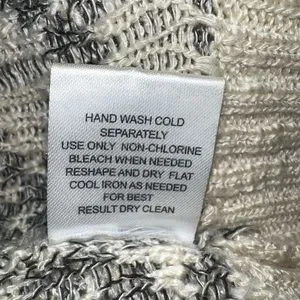 HAND WASH COLD
SEPARATELY
USE ONLY NON-CHLORINE
BLEACH WHEN NEEDED
RESHAPE AND DRY FLAT
COOL IRON AS NEEDED
FOR BEST
RESULT DRY CLEAN